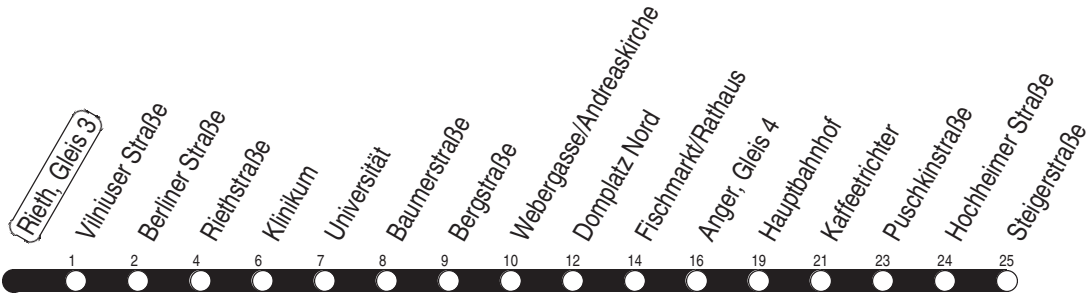 Rieth, Gleis 3
Vilniuser Straße
Berliner Straße
Riethstraße
Klinikum
Universität
Baumerstraße
Bergstraße
Webergasse/Andreaskirche
Domplatz Nord
Fischmarkt/Rathaus
Anger, Gleis 4
Hauptbahnhof
Kaffeetrichter
Puschkinstraße
Hochheimer Straße
Steigerstraße
1 2 4 6 7 8 9 10 12 14 16 19 21 23 24 25